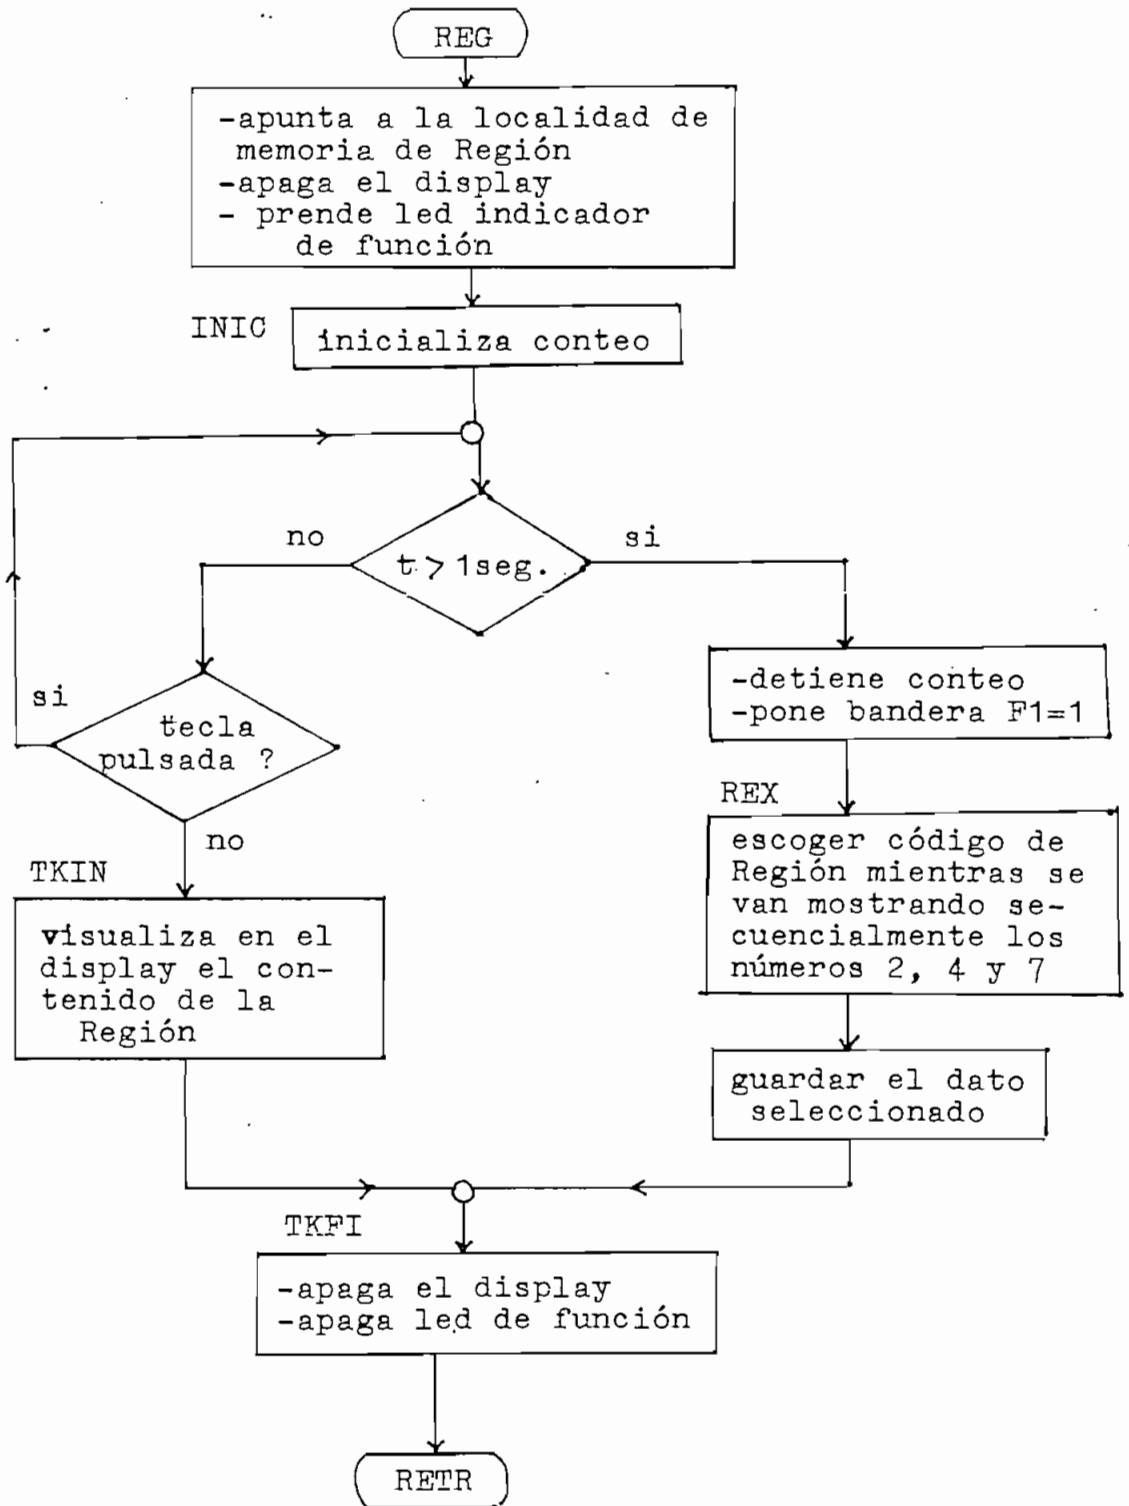 REG
-apunta a la localidad de
memoria de Región
-apaga el display
- prende led indicador
de función
INIC
inicializa conteo
no
si
t > 1seg.
si
tecla
pulsada ?
no
-detiene conteo
-pone bandera F1=1
REX
escoger código de
Región mientras se
van mostrando se-
cuencialmente los
números 2, 4 y 7
TKIN
visualiza en el
display el con-
tenido de la
Región
guardar el dato
seleccionado
TKFI
-apaga el display
-apaga led de función
RETR